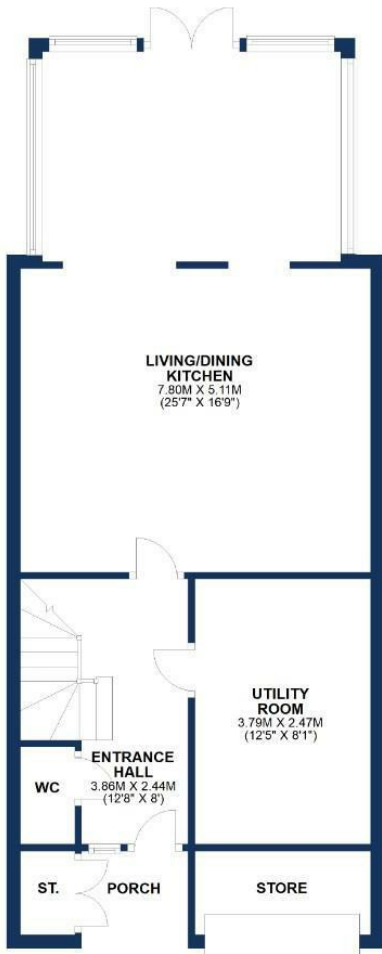 LIVING/DINING
KITCHEN
7.80M X 5.11M
(25'7" X 16'9")
UTILITY
ROOM
3.79M X 2.47M
(12'5" X 8'1")
ENTRANCE
HALL
3.86M X 2.44M
(12'8" X 8')
WC
ST.
PORCH
STORE